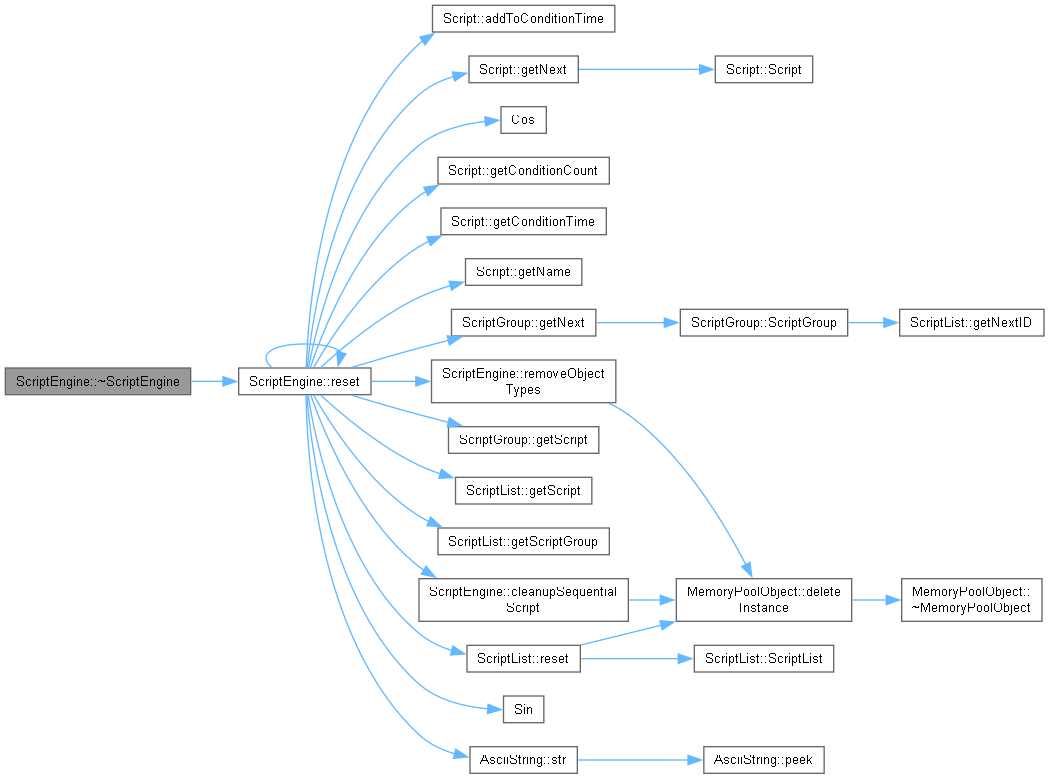 Script::addToConditionTime
Script::getNext
Script::Script
Cos
Script::getConditionCount
Script::getConditionTime
Script::getName
ScriptGroup::getNext
ScriptGroup::ScriptGroup
ScriptList::getNextID
ScriptEngine::~ScriptEngine
ScriptEngine::reset
ScriptEngine::removeObject
Types
ScriptGroup::getScript
ScriptList::getScript
ScriptList::getScriptGroup
ScriptEngine::cleanupSequential
Script
MemoryPoolObject::delete
Instance
MemoryPoolObject::
~MemoryPoolObject
ScriptList::reset
ScriptList::ScriptList
Sin
AsciiString::str
AsciiString::peek